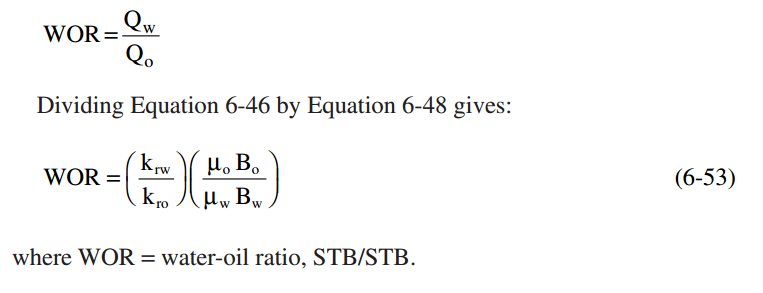 WOR = Q_w / Q_o
Dividing Equation 6-46 by Equation 6-48 gives:
WOR = (k_rw / k_ro) (μ_o B_o / μ_w B_w) (6-53)
where WOR = water-oil ratio, STB/STB.